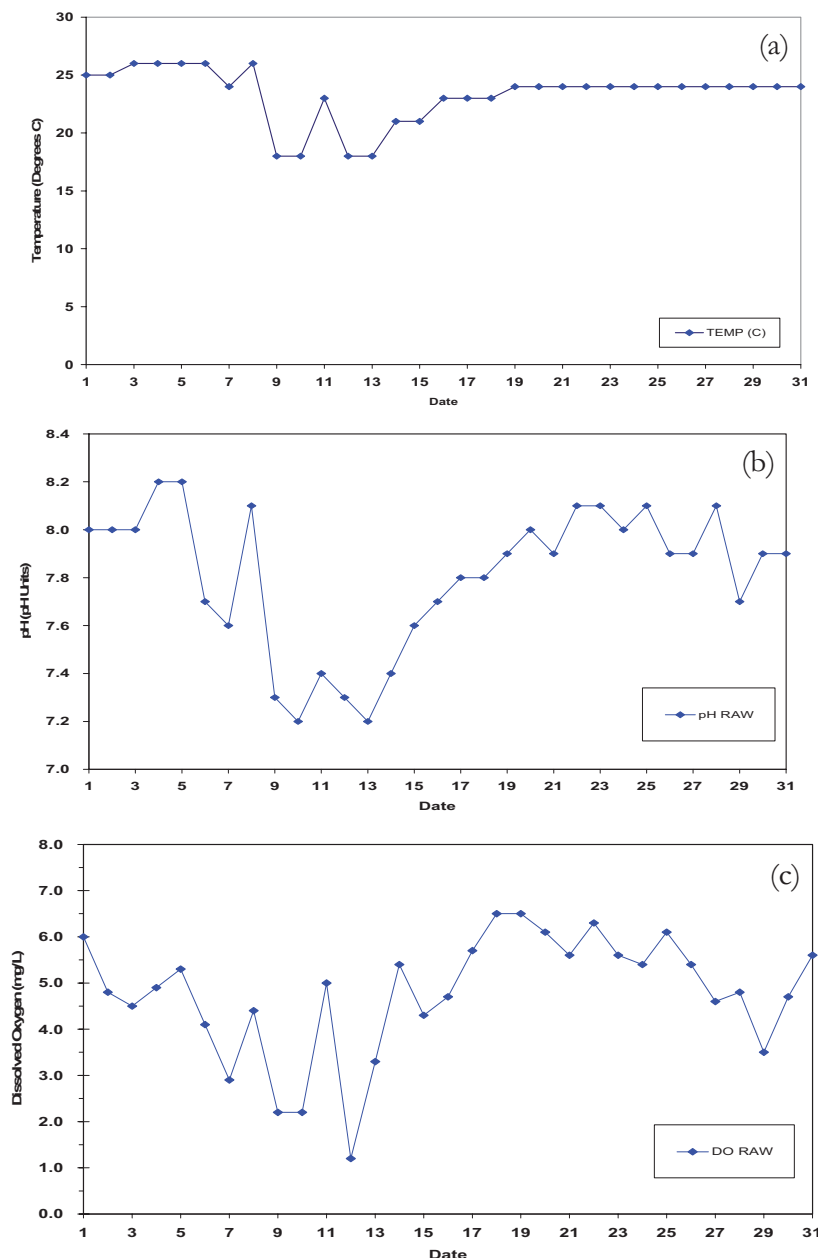 (a)
Temperature (Degrees C)
30
25
20
15
10
5
0
TEMP (C)
1 3 5 7 9 11 13 15 17 19 21 23 25 27 29 31
Date
(b)
pH (pH Units)
8.4
8.2
8.0
7.8
7.6
7.4
7.2
7.0
pH RAW
1 3 5 7 9 11 13 15 17 19 21 23 25 27 29 31
Date
(c)
Dissolved Oxygen (mg/L)
8.0
7.0
6.0
5.0
4.0
3.0
2.0
1.0
0.0
DO RAW
1 3 5 7 9 11 13 15 17 19 21 23 25 27 29 31
Date